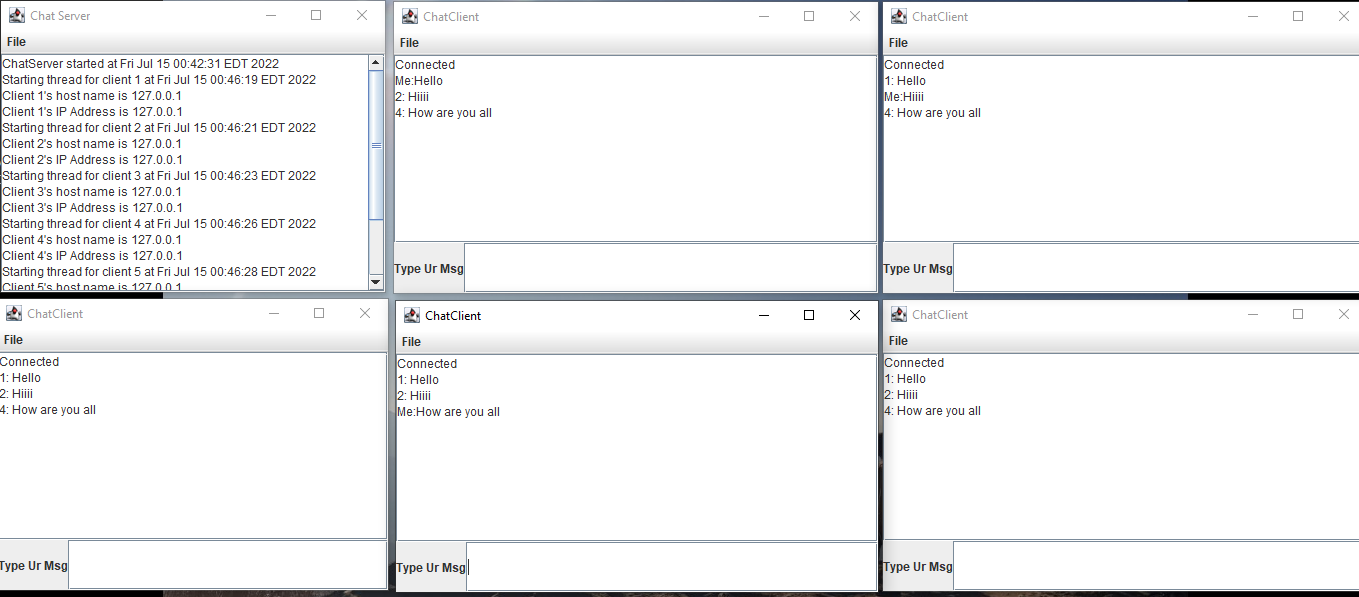 Chat Server
File
ChatServer started at Fri Jul 15 00:42:31 EDT 2022
Starting thread for client 1 at Fri Jul 15 00:46:19 EDT 2022
Client 1's host name is 127.0.0.1
Client 1's IP Address is 127.0.0.1
Starting thread for client 2 at Fri Jul 15 00:46:21 EDT 2022
Client 2's host name is 127.0.0.1
Client 2's IP Address is 127.0.0.1
Starting thread for client 3 at Fri Jul 15 00:46:23 EDT 2022
Client 3's host name is 127.0.0.1
Client 3's IP Address is 127.0.0.1
Starting thread for client 4 at Fri Jul 15 00:46:26 EDT 2022
Client 4's host name is 127.0.0.1
Client 4's IP Address is 127.0.0.1
Starting thread for client 5 at Fri Jul 15 00:46:28 EDT 2022
Client 5's host name is 127.0.0.1
ChatClient
File
Connected
Me:Hello
2: Hiiii
4: How are you all
Type Ur Msg
ChatClient
File
Connected
1: Hello
Me:Hiiii
4: How are you all
Type Ur Msg
ChatClient
File
Connected
1: Hello
2: Hiiii
4: How are you all
Type Ur Msg
ChatClient
File
Connected
1: Hello
2: Hiiii
Me:How are you all
Type Ur Msg
ChatClient
File
Connected
1: Hello
2: Hiiii
4: How are you all
Type Ur Msg